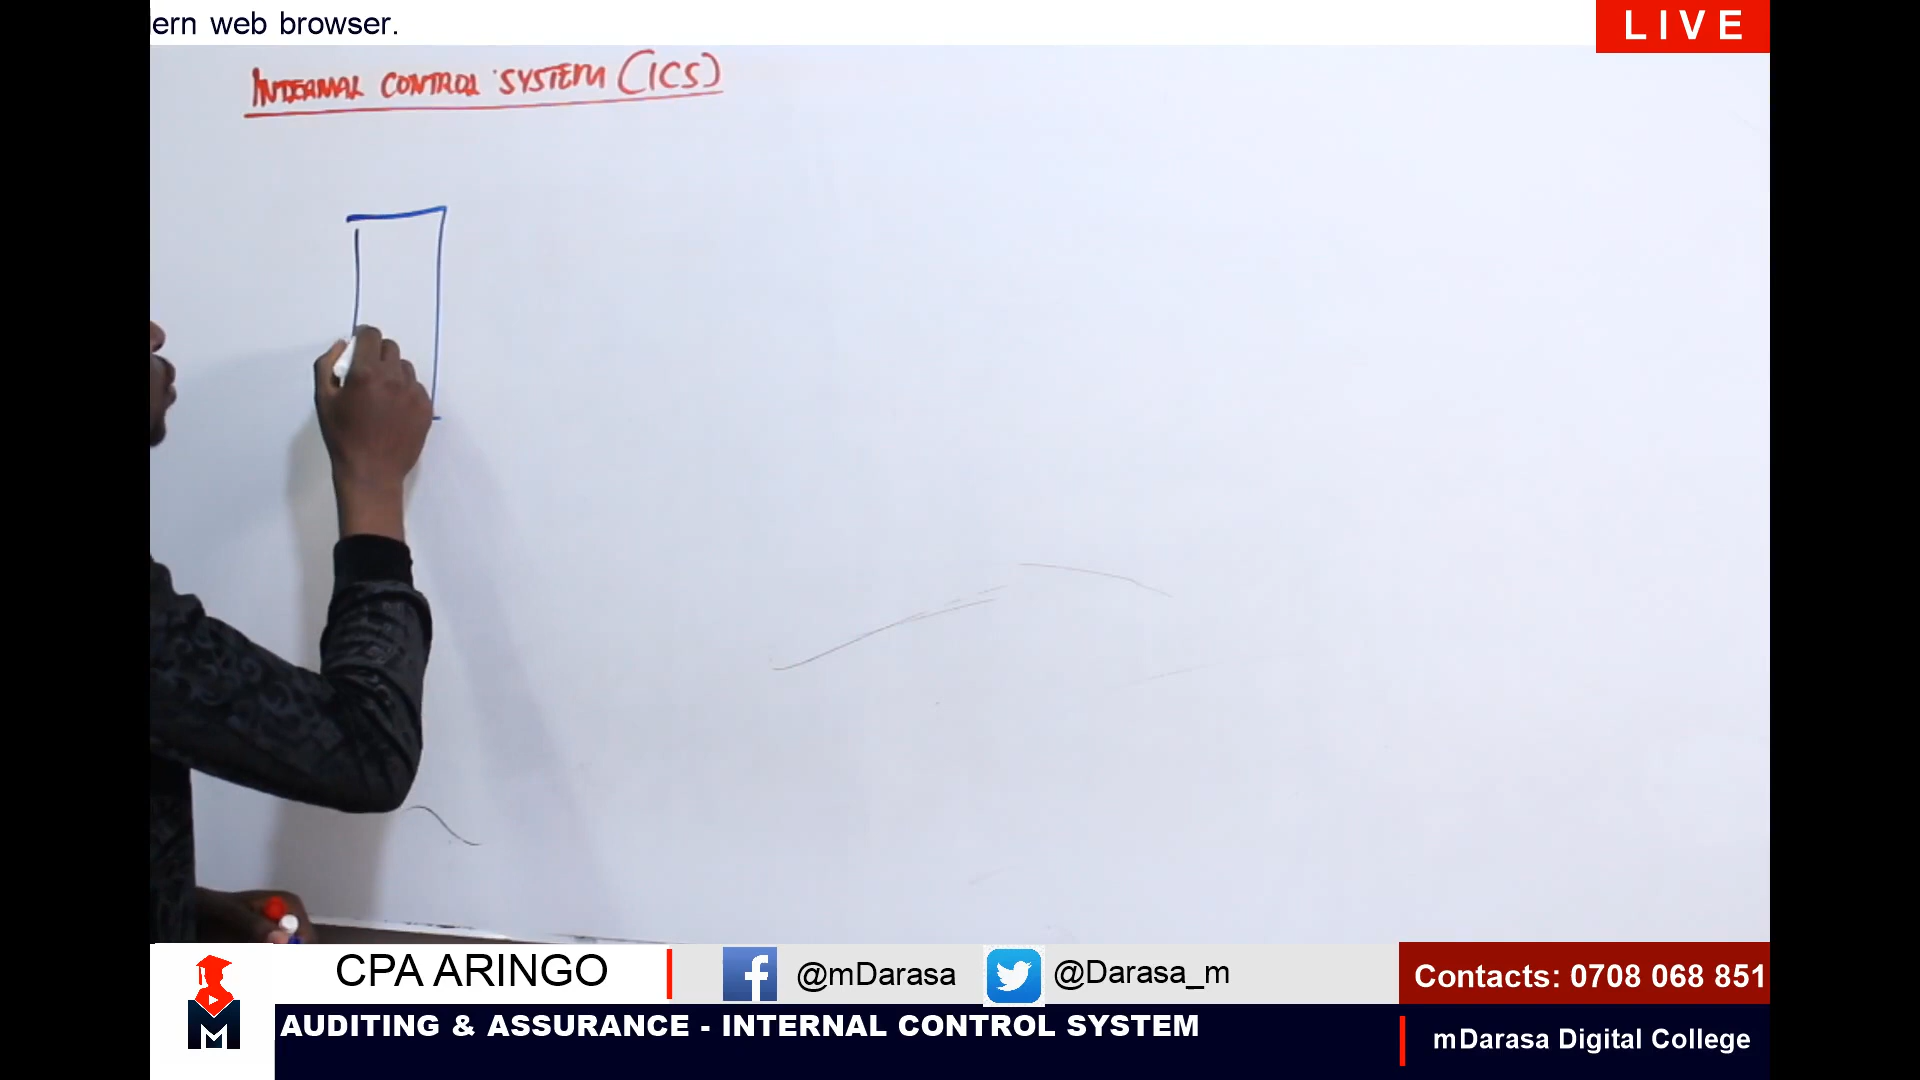 ern web browser.
LIVE
INTERNAL CONTROL SYSTEM (ICS)
CPA ARINGO
@mDarasa
@Darasa_m
Contacts: 0708 068 851
M
AUDITING & ASSURANCE - INTERNAL CONTROL SYSTEM
mDarasa Digital College